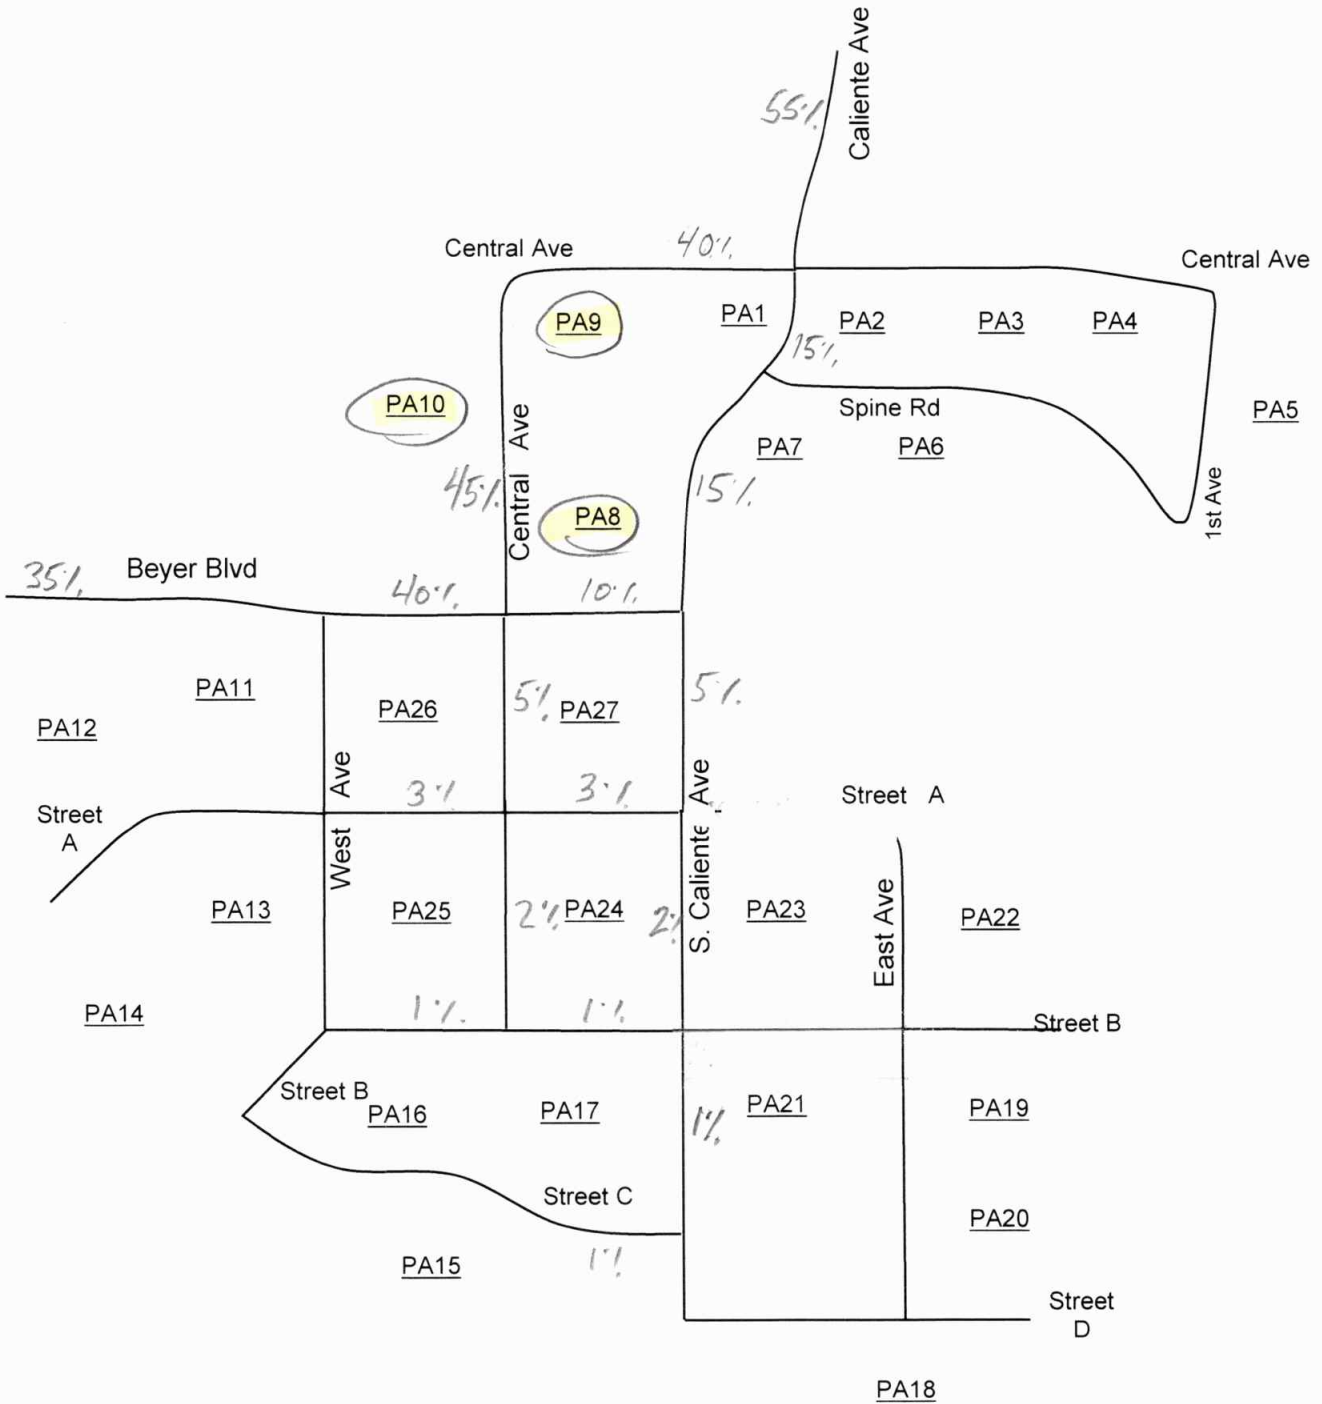 Caliente Ave
55%
Central Ave
40%
Central Ave
PA9
PA1
PA2
PA3
PA4
15%
PA10
Spine Rd
PA5
Central Ave
PA7
PA6
45%
15%
1st Ave
PA8
35%
Beyer Blvd
40%
10%
PA11
PA26
5%
PA27
5%
PA12
West Ave
3%
3%
S. Caliente Ave
Street A
Street
A
PA13
PA25
2%
PA24
2%
PA23
East Ave
PA22
PA14
1%
1%
Street B
Street B
PA16
PA17
1%
PA21
PA19
Street C
PA20
PA15
1%
Street
D
PA18